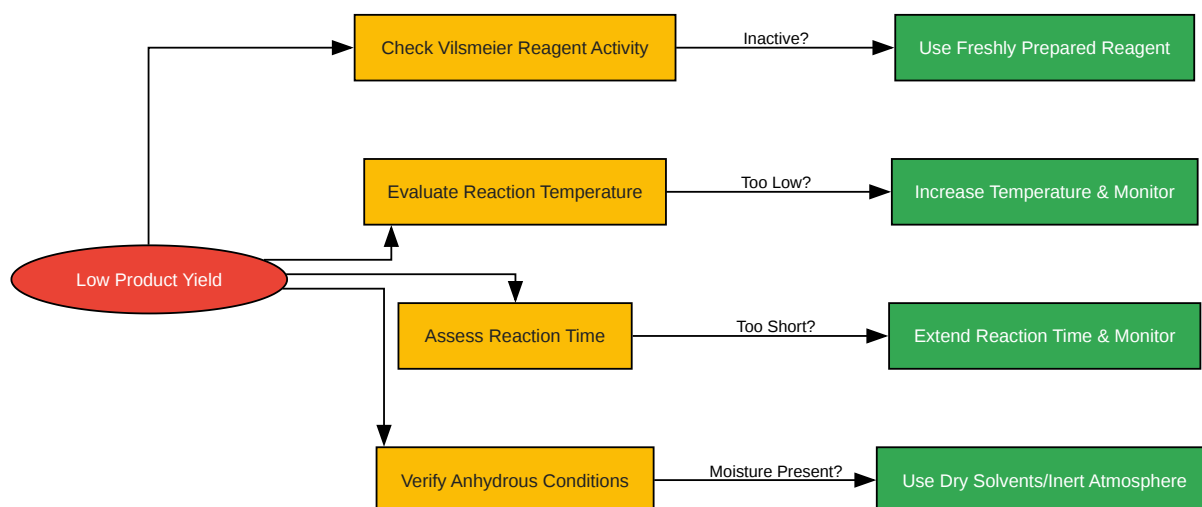 Check Vilsmeier Reagent Activity
Inactive?
Use Freshly Prepared Reagent
Evaluate Reaction Temperature
Too Low?
Increase Temperature & Monitor
Low Product Yield
Assess Reaction Time
Too Short?
Extend Reaction Time & Monitor
Verify Anhydrous Conditions
Moisture Present?
Use Dry Solvents/Inert Atmosphere